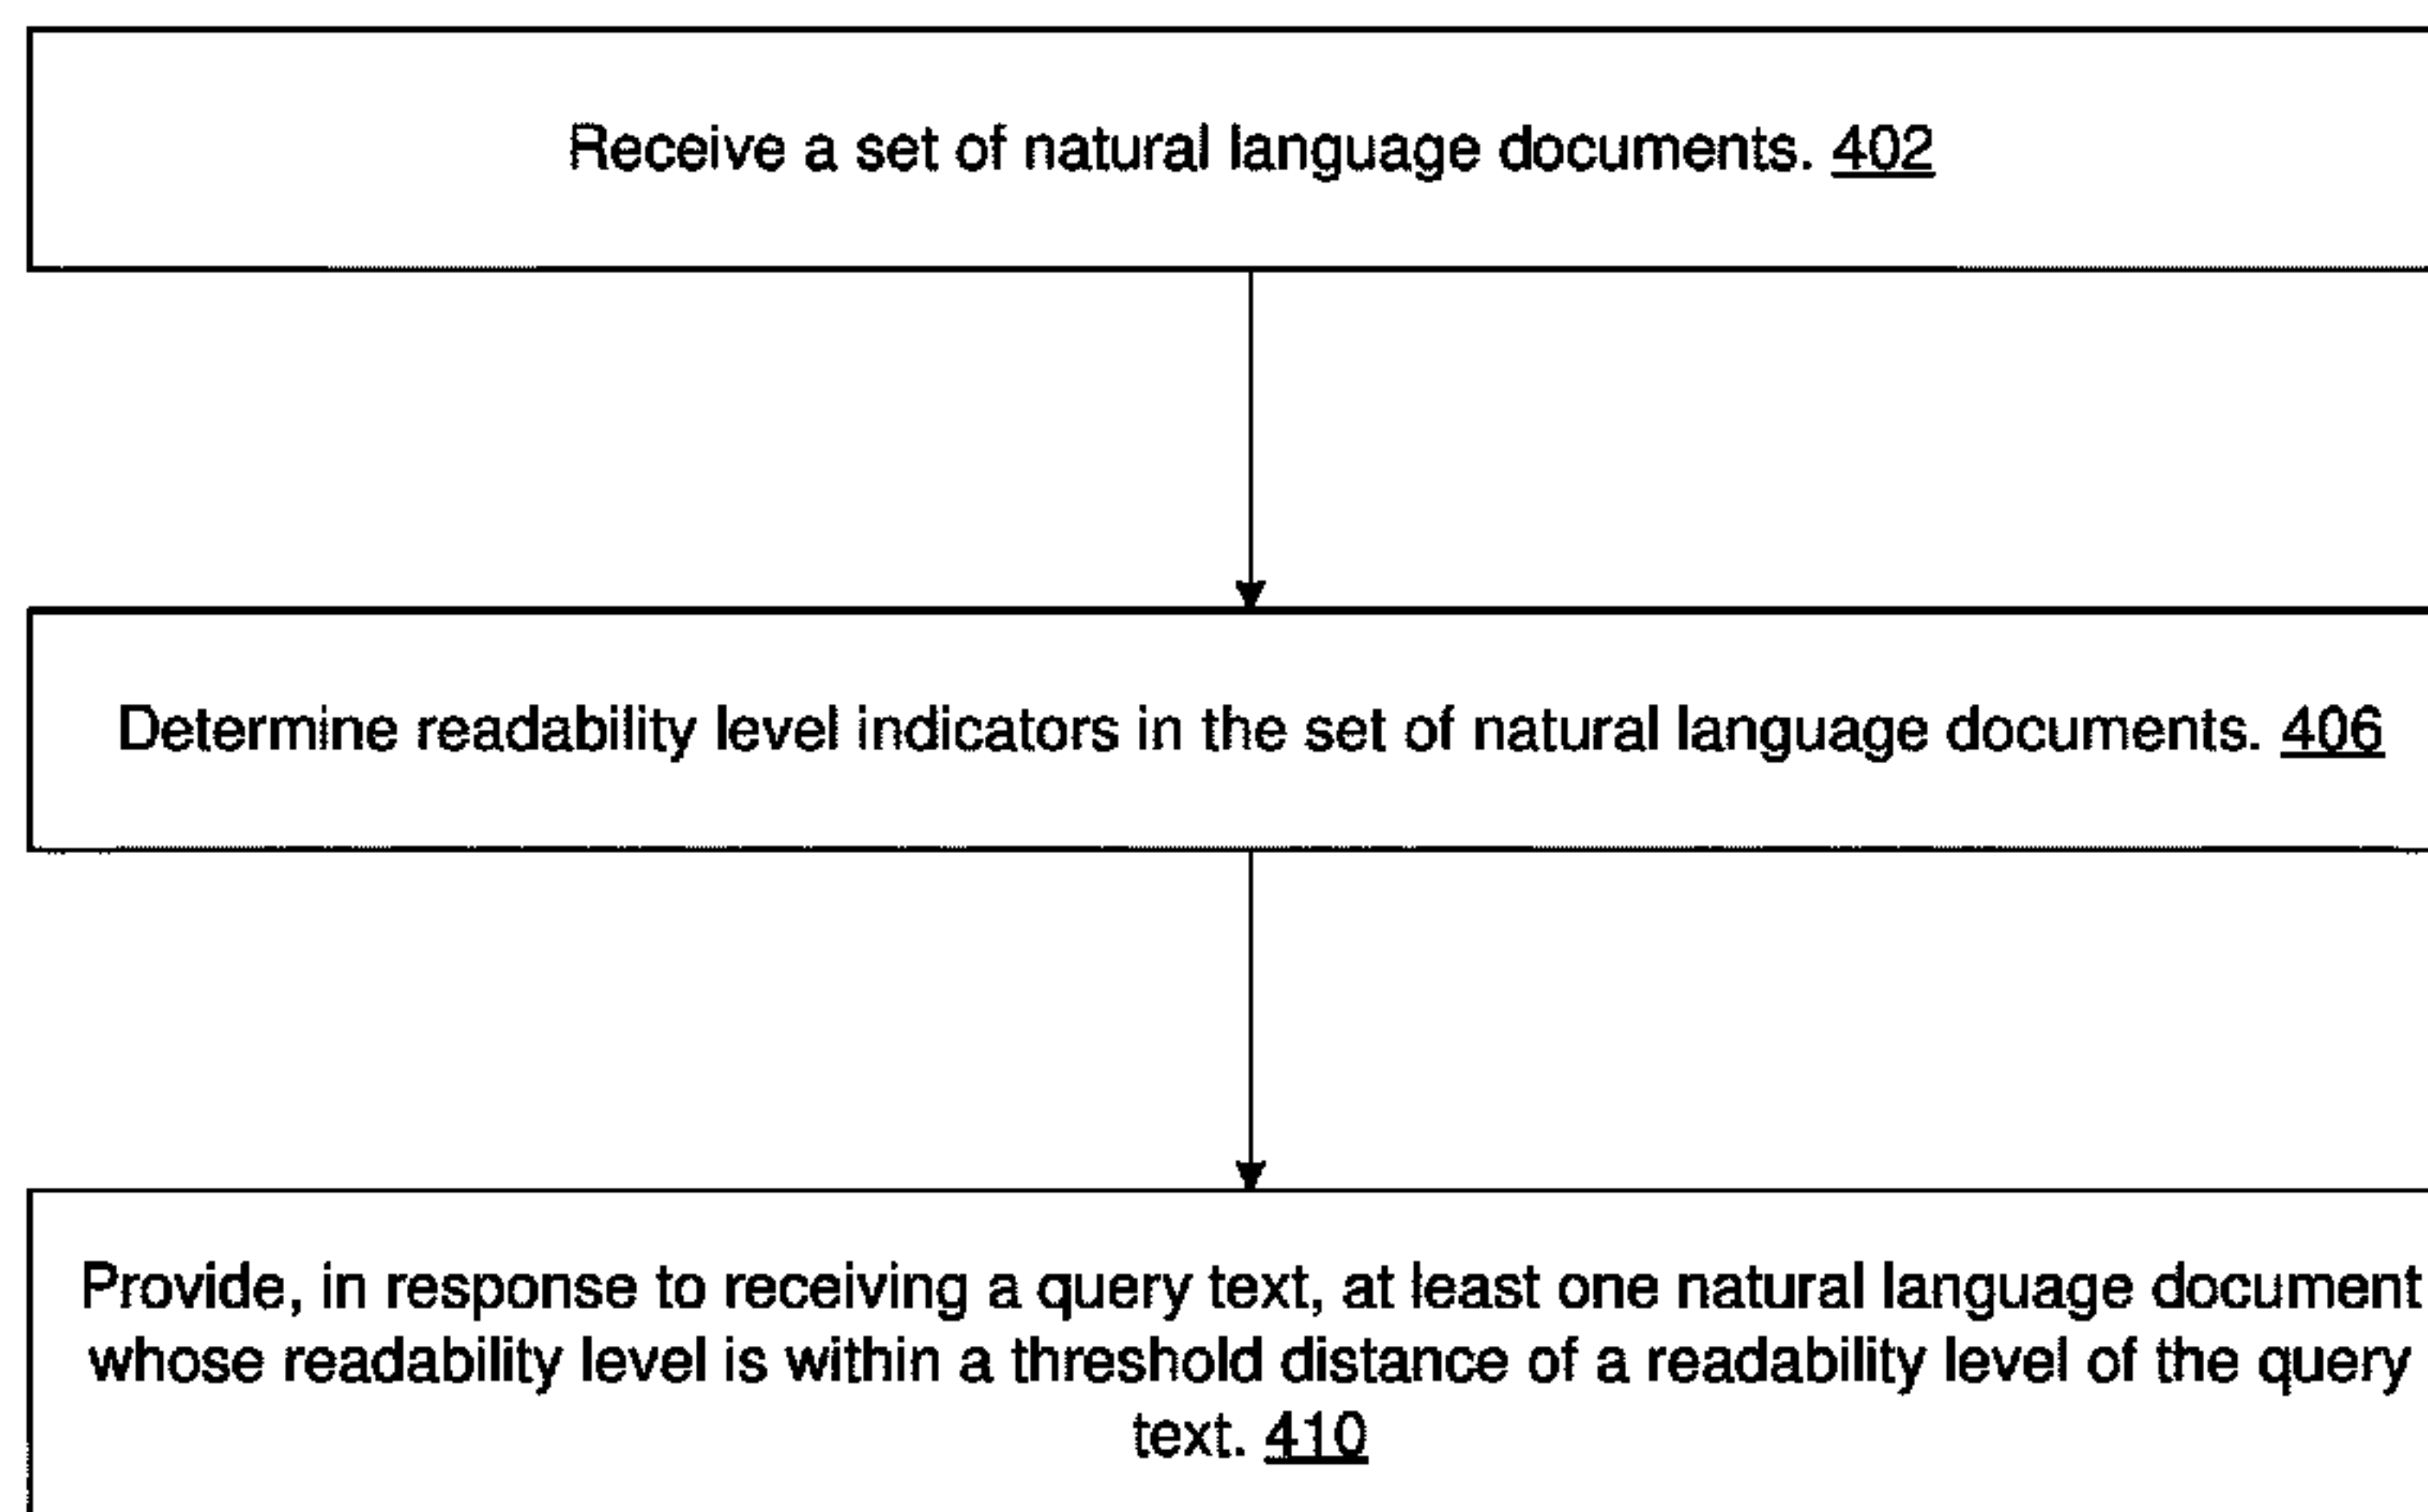 Receive a set of natural language documents. 402
Determine readability level indicators in the set of natural language documents. 406
Provide, in response to receiving a query text, at least one natural language document
whose readability level is within a threshold distance of a readability level of the query
text. 410